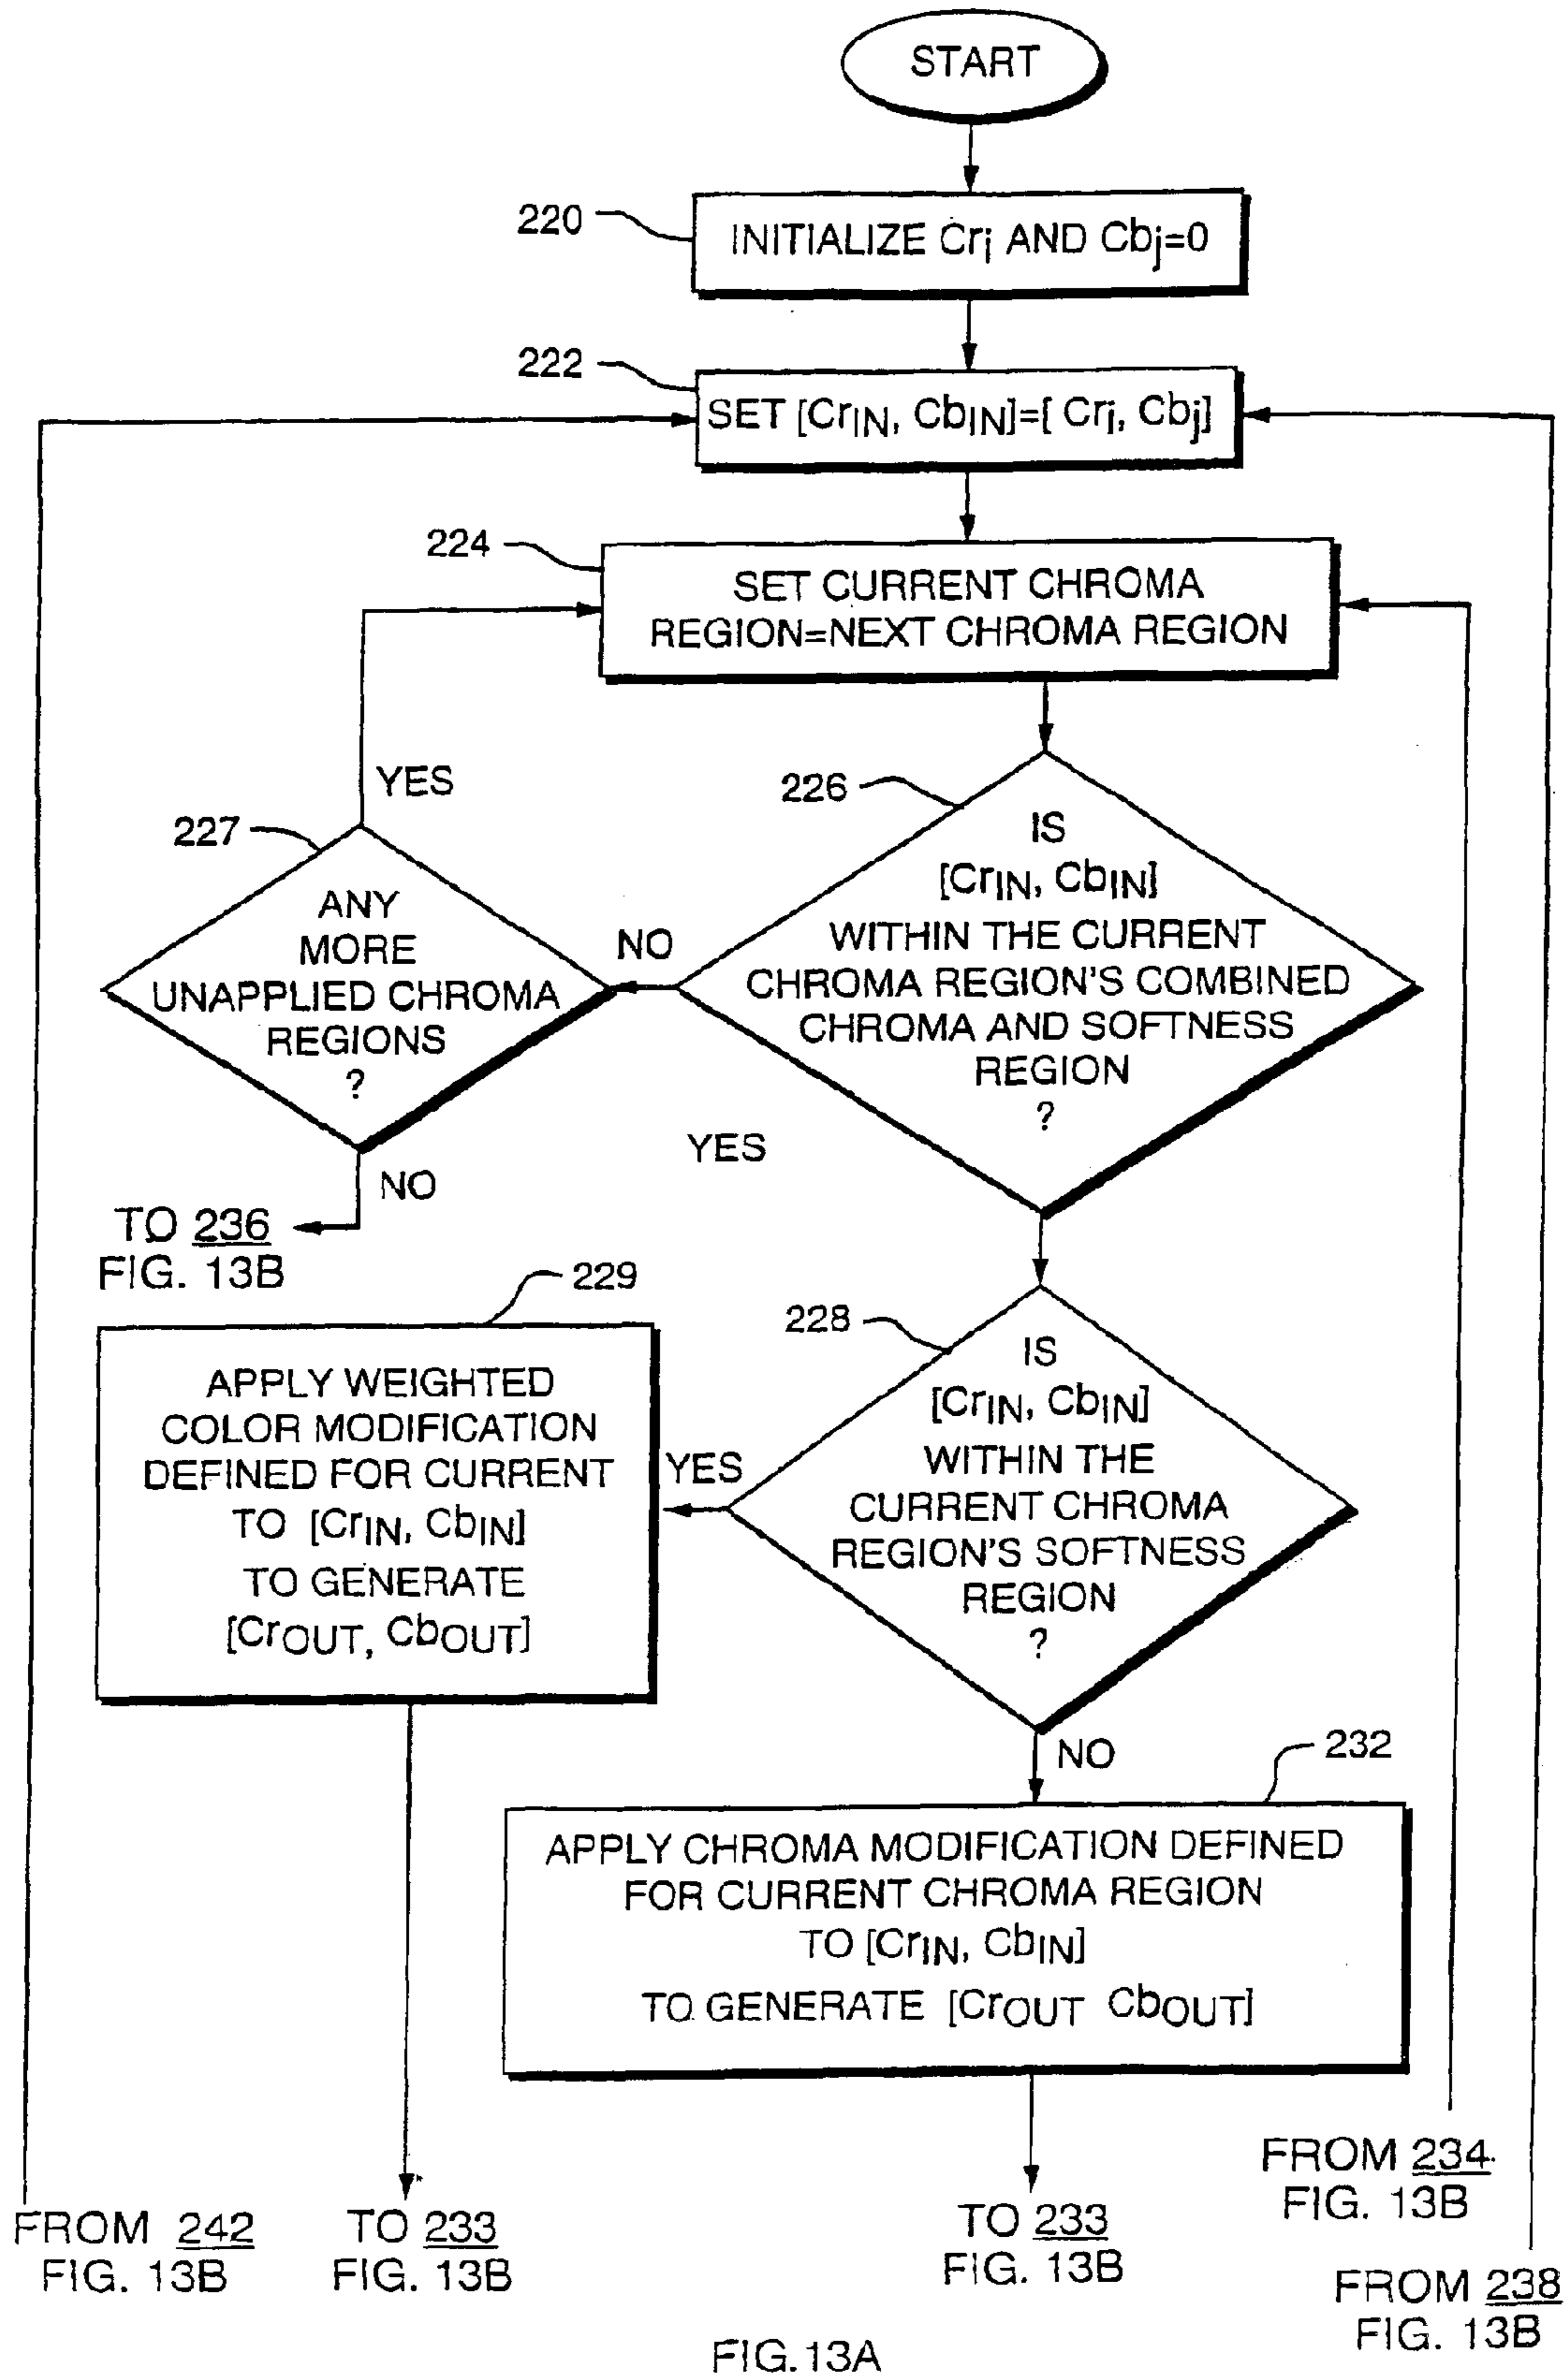 START
220
INITIALIZE Cri AND Cbj=0
222
SET [CrIN, CbIN]=[ Cri, Cbj]
224
SET CURRENT CHROMA
REGION=NEXT CHROMA REGION
YES
226
227
IS
[CrIN, CbIN]
WITHIN THE CURRENT
CHROMA REGION'S COMBINED
CHROMA AND SOFTNESS
REGION
?
ANY
MORE
UNAPPLIED CHROMA
REGIONS
?
NO
YES
NO
TO 236
FIG. 13B
229
228
IS
[CrIN, CbIN]
WITHIN THE
CURRENT CHROMA
REGION'S SOFTNESS
REGION
?
YES
APPLY WEIGHTED
COLOR MODIFICATION
DEFINED FOR CURRENT
TO [CrIN, CbIN]
TO GENERATE
[CrOUT, CbOUT]
NO
232
APPLY CHROMA MODIFICATION DEFINED
FOR CURRENT CHROMA REGION
TO [CrIN, CbIN]
TO GENERATE [CrOUT CbOUT]
FROM 242
FIG. 13B
TO 233
FIG. 13B
TO 233
FIG. 13B
FROM 234
FIG. 13B
FROM 238
FIG. 13B
FIG.13A